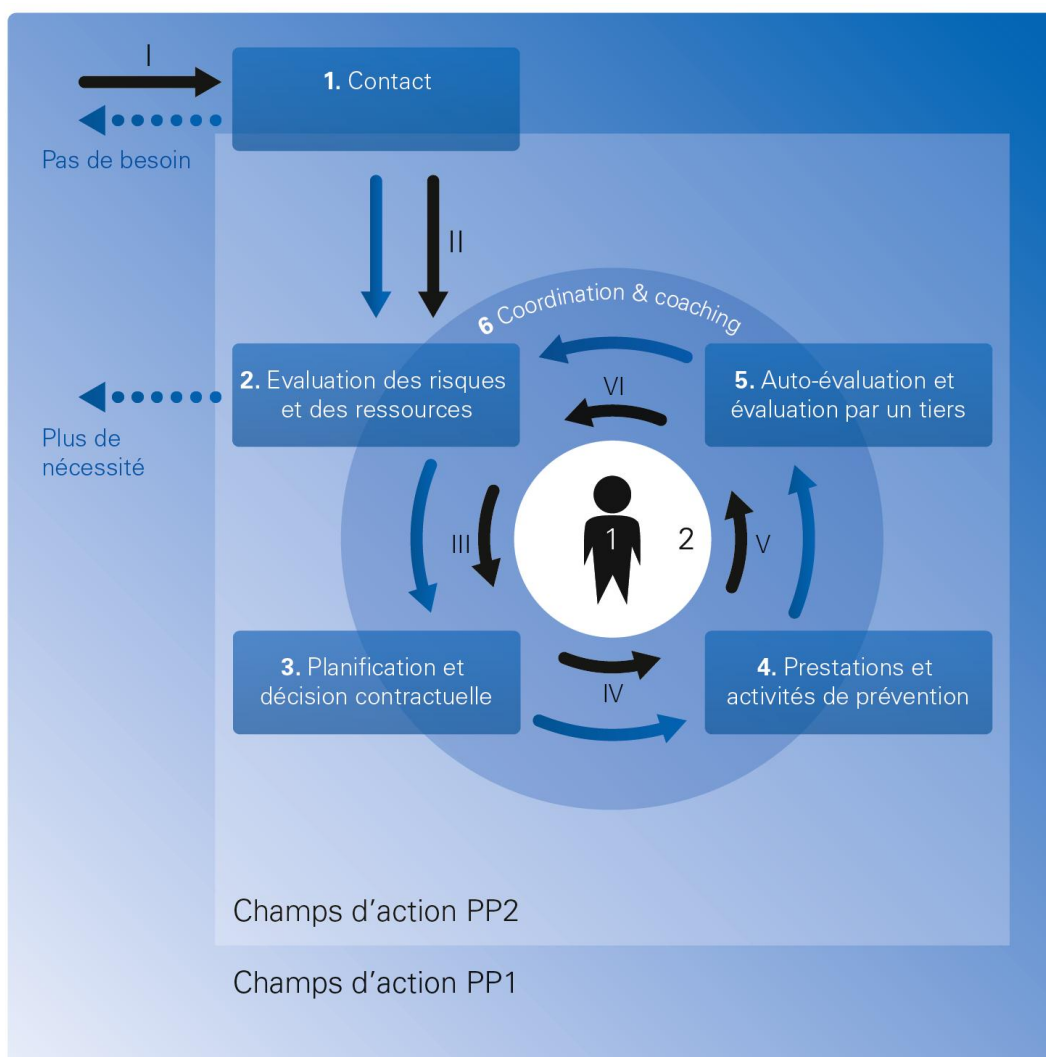 I
1. Contact
Pas de besoin
II
6 Coordination & coaching
2. Evaluation des risques
et des ressources
VI
5. Auto-évaluation et
évaluation par un tiers
Plus de
nécessité
III
1
2
V
3. Planification et
décision contractuelle
IV
4. Prestations et
activités de prévention
Champs d'action PP2
Champs d'action PP1